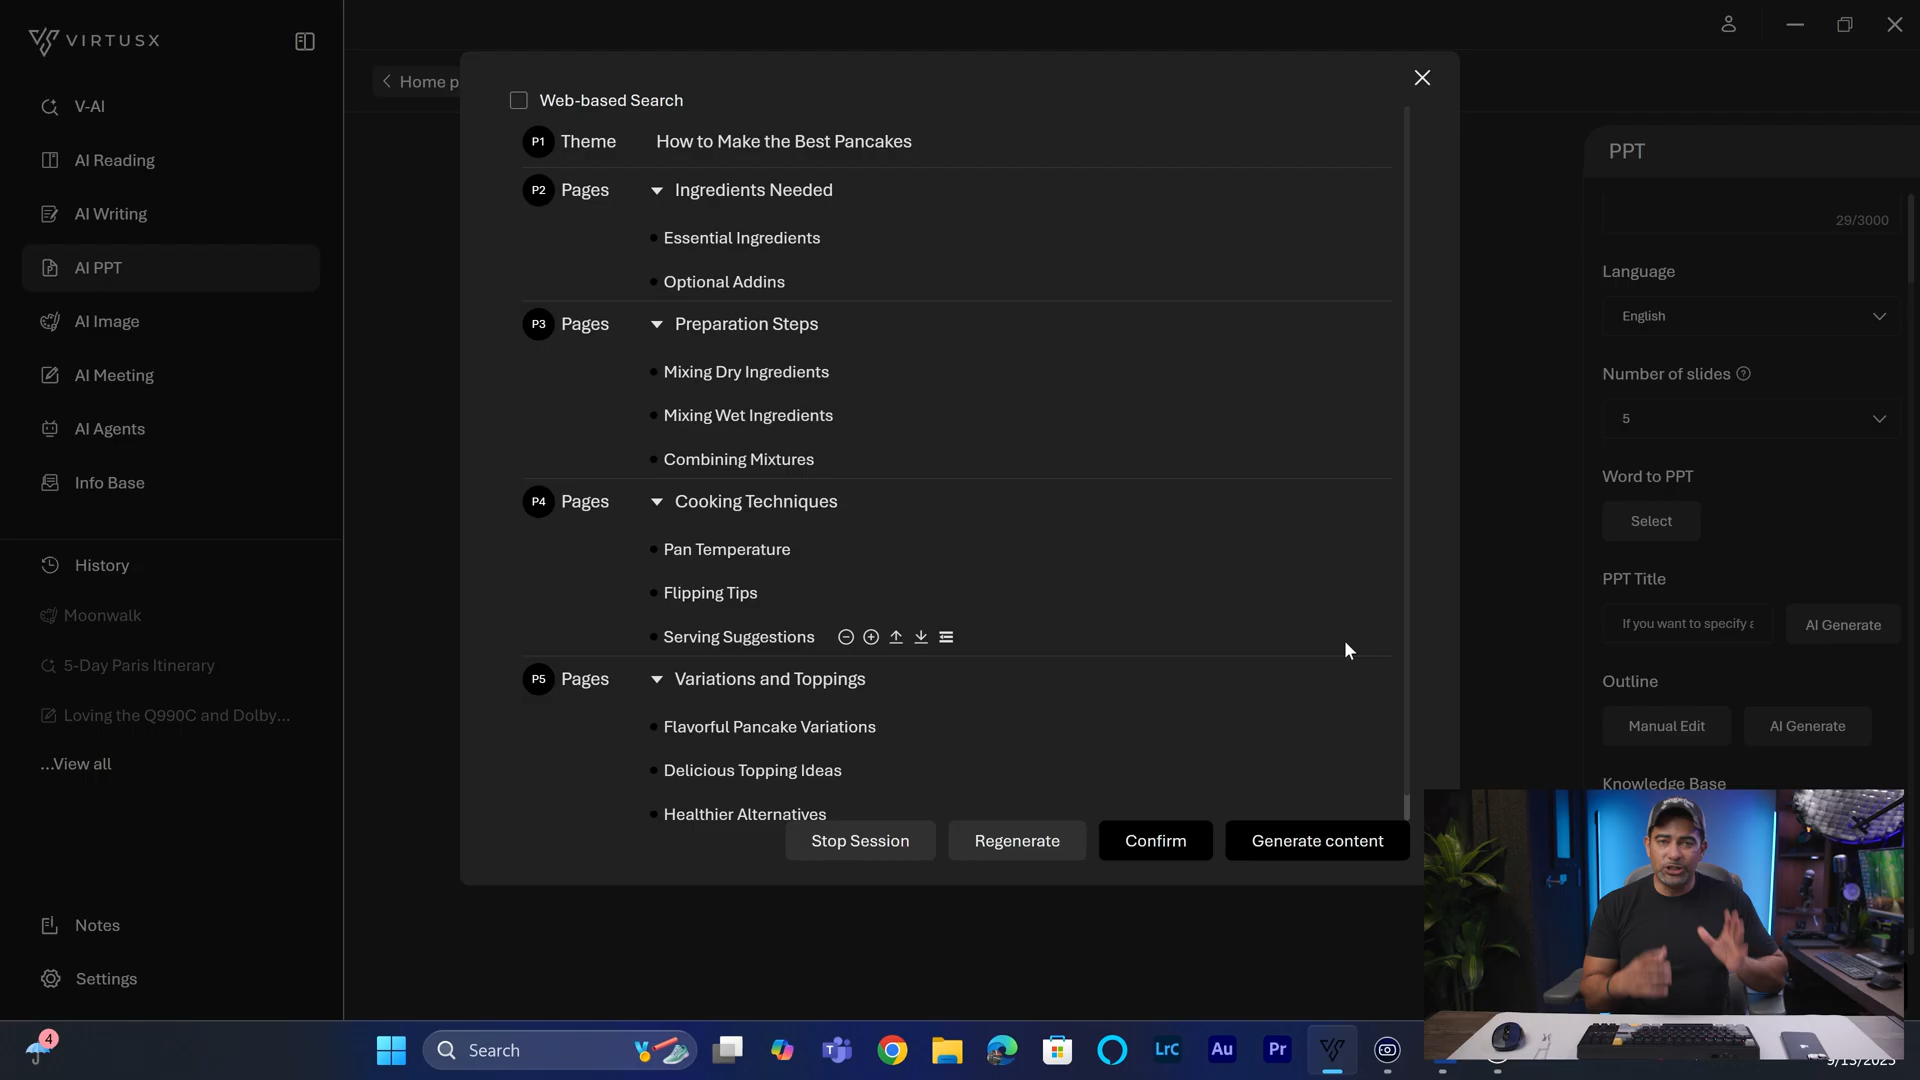 VIRTUSX
V-AI
AI Reading
AI Writing
AI PPT
AI Image
AI Meeting
AI Agents
Info Base
History
Moonwalk
5-Day Paris Itinerary
Loving the Q990C and Dolby...
...View all
Notes
Settings
Home p
Web-based Search
P1 Theme How to Make the Best Pancakes
P2 Pages Ingredients Needed
Essential Ingredients
Optional Addins
P3 Pages Preparation Steps
Mixing Dry Ingredients
Mixing Wet Ingredients
Combining Mixtures
P4 Pages Cooking Techniques
Pan Temperature
Flipping Tips
Serving Suggestions
P5 Pages Variations and Toppings
Flavorful Pancake Variations
Delicious Topping Ideas
Healthier Alternatives
Stop Session Regenerate Confirm Generate content
PPT
29/3000
Language
English
Number of slides ?
5
Word to PPT
Select
PPT Title
If you want to specify a AI Generate
Outline
Manual Edit AI Generate
Knowledge Base
4
Search
LrC Au Pr
9/13/2025